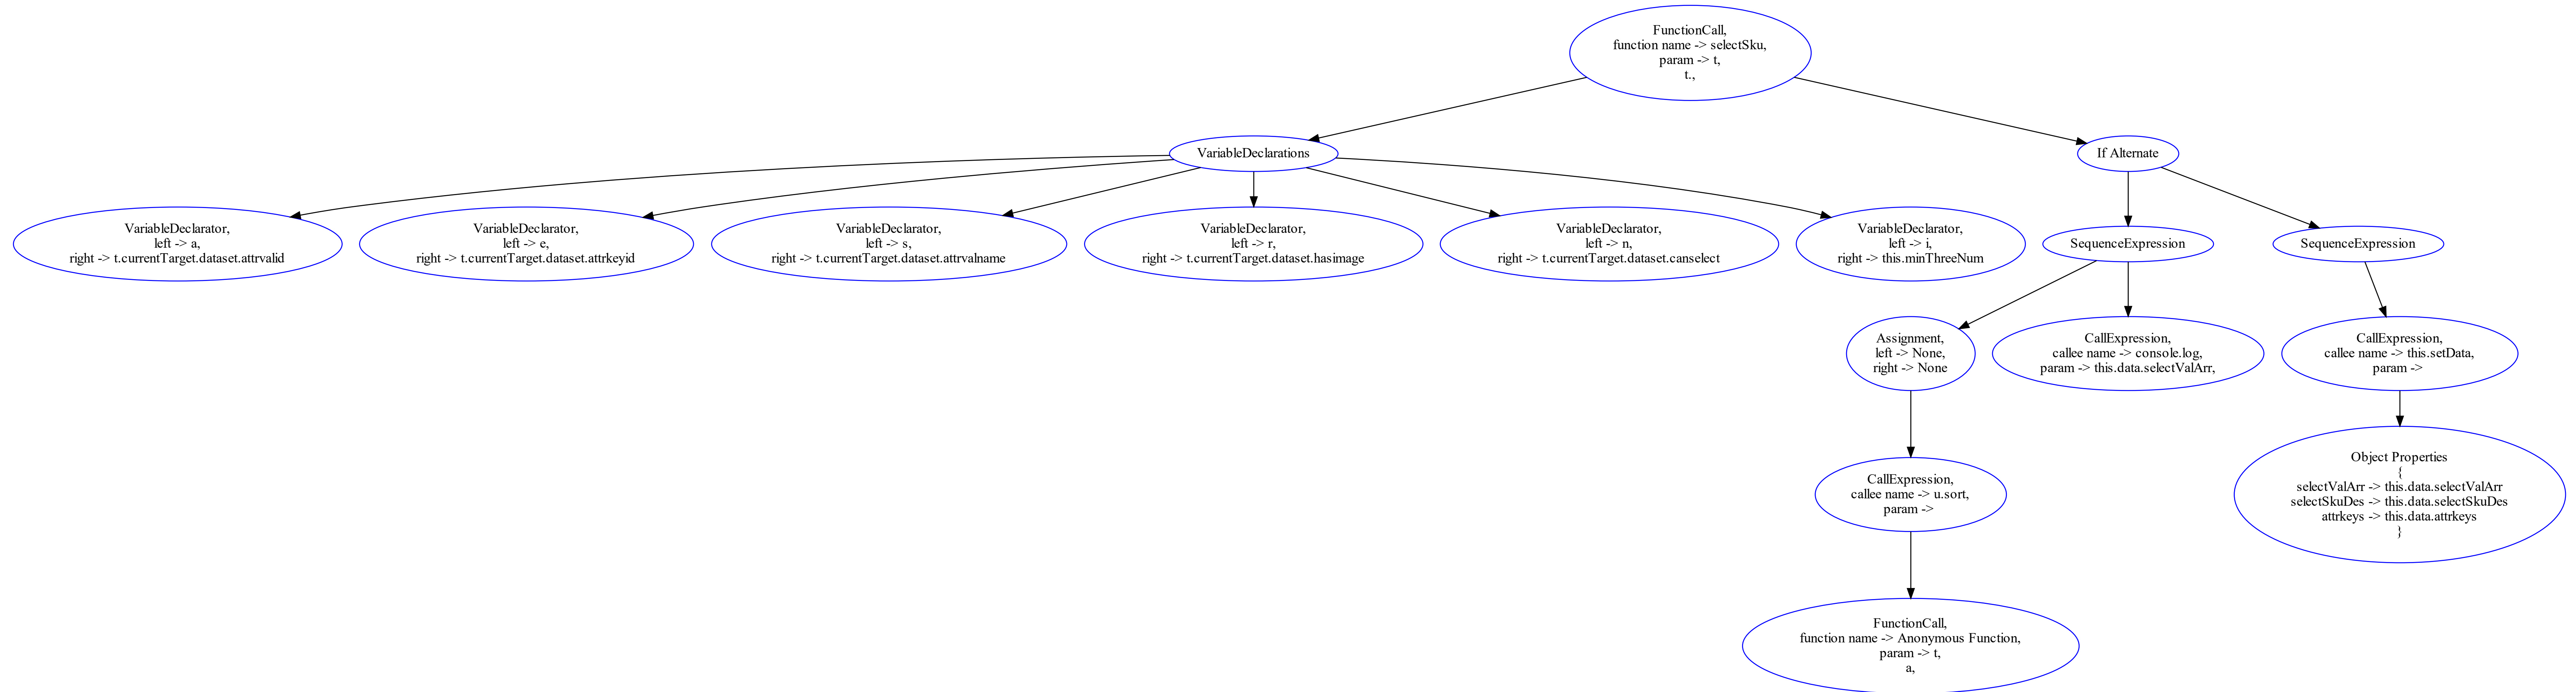 FunctionCall,
function name -> selectSku,
param -> t,
t.,
VariableDeclarations
If Alternate
VariableDeclarator,
left -> a,
right -> t.currentTarget.dataset.attrvalid
VariableDeclarator,
left -> e,
right -> t.currentTarget.dataset.attrkeyid
VariableDeclarator,
left -> s,
right -> t.currentTarget.dataset.attrvalname
VariableDeclarator,
left -> r,
right -> t.currentTarget.dataset.hasimage
VariableDeclarator,
left -> n,
right -> t.currentTarget.dataset.canselect
VariableDeclarator,
left -> i,
right -> this.minThreeNum
SequenceExpression
SequenceExpression
Assignment,
left -> None,
right -> None
CallExpression,
callee name -> console.log,
param -> this.data.selectValArr,
CallExpression,
callee name -> this.setData,
param ->
CallExpression,
callee name -> u.sort,
param ->
Object Properties
{
selectValArr -> this.data.selectValArr
selectSkuDes -> this.data.selectSkuDes
attrkeys -> this.data.attrkeys
}
FunctionCall,
function name -> Anonymous Function,
param -> t,
a,